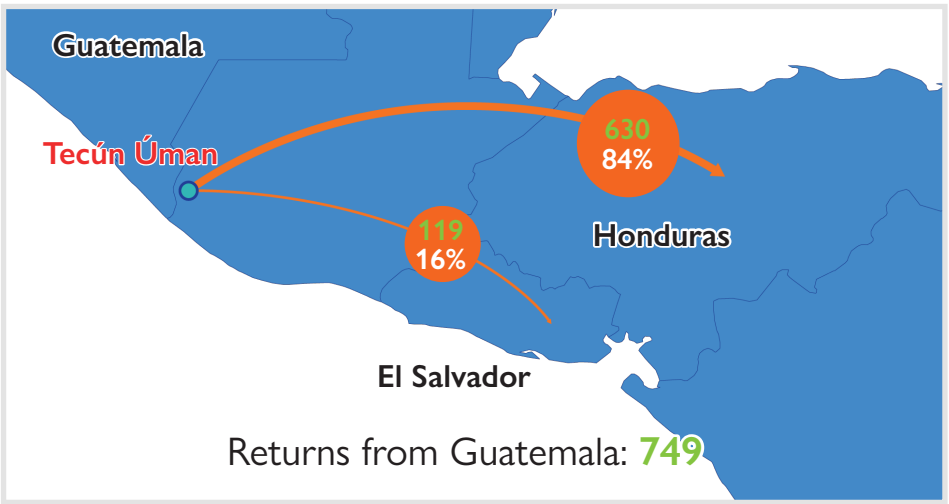 Guatemala
Tecún Úman
630
84%
119
16%
Honduras
El Salvador
Returns from Guatemala: 749